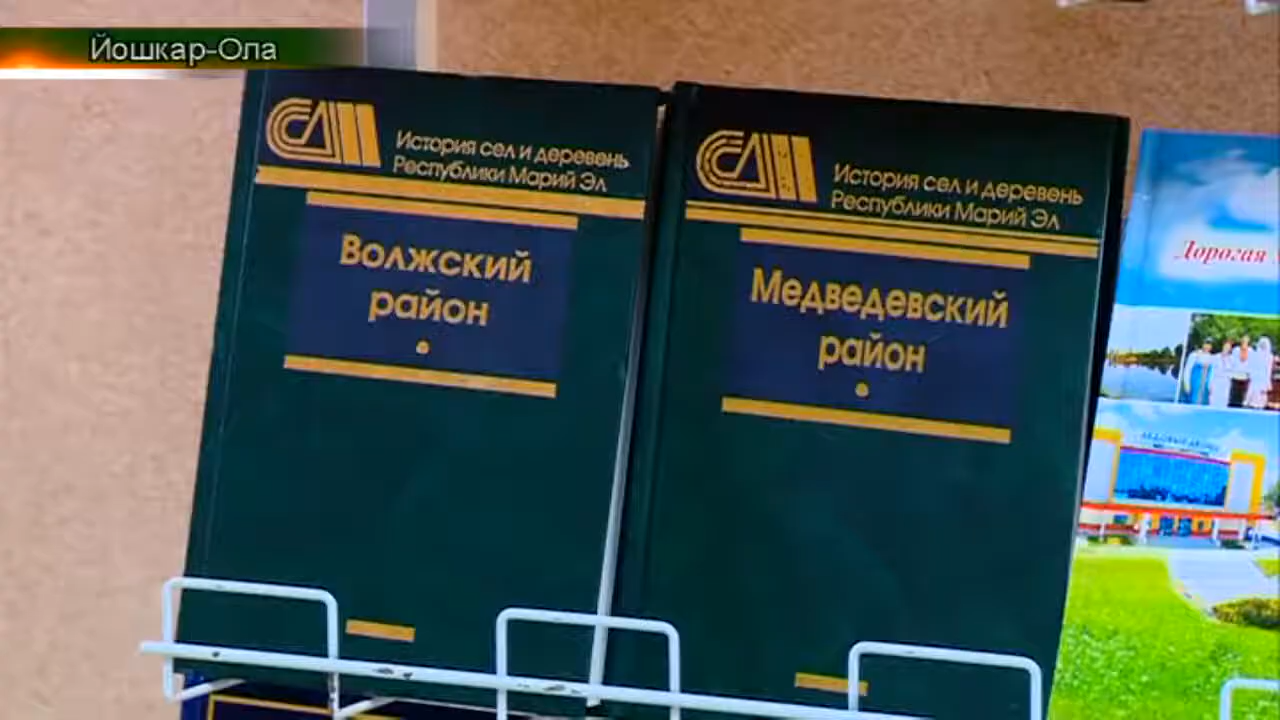 Йошкар-Ола
История сел и деревень
Республики Марий Эл
Волжский
район
История сел и деревень
Республики Марий Эл
Медведевский
район
Дорогая